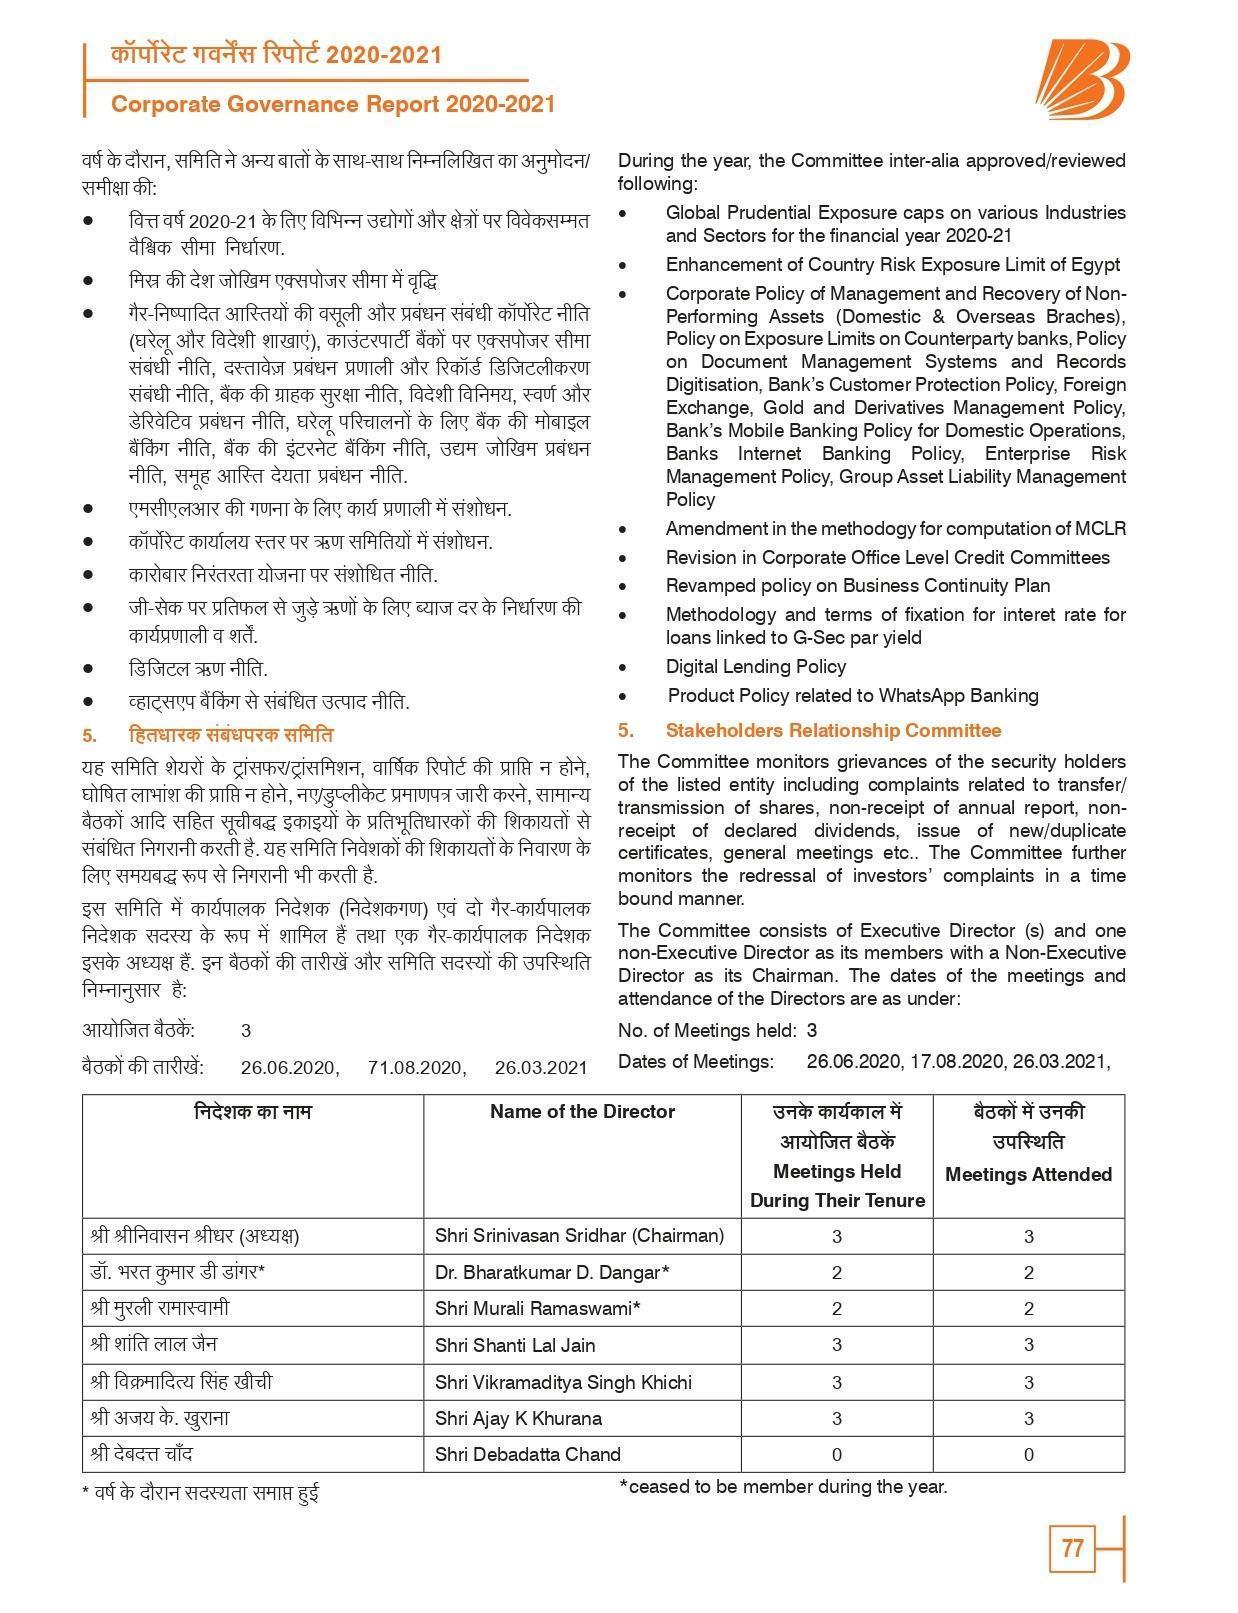 कॉर्पोरेट गवर्नेंस रिपोर्ट 2020-2021
Corporate Governance Report 2020-2021
वर्ष के दौरान, समिति ने अन्य बातों के साथ-साथ निम्नलिखित का अनुमोदन/
समीक्षा की:
● वित्त वर्ष 2020-21 के लिए विभिन्न उद्योगों और क्षेत्रों पर विवेकसम्मत
वैश्विक सीमा निर्धारण.
● मिस्र की देश जोखिम एक्सपोजर सीमा में वृद्धि
● गैर-निष्पादित आस्तियों की वसूली और प्रबंधन संबंधी कॉर्पोरेट नीति
(घरेलू और विदेशी शाखाएं), काउंटरपार्टी बैंकों पर एक्सपोजर सीमा
संबंधी नीति, दस्तावेज़ प्रबंधन प्रणाली और रिकॉर्ड डिजिटलीकरण
संबंधी नीति, बैंक की ग्राहक सुरक्षा नीति, विदेशी विनिमय, स्वर्ण और
डेरिवेटिव प्रबंधन नीति, घरेलू परिचालनों के लिए बैंक की मोबाइल
बैंकिंग नीति, बैंक की इंटरनेट बैंकिंग नीति, उद्यम जोखिम प्रबंधन
नीति, समूह आस्ति देयता प्रबंधन नीति.
● एमसीएलआर की गणना के लिए कार्य प्रणाली में संशोधन.
● कॉर्पोरेट कार्यालय स्तर पर ऋण समितियों में संशोधन.
● कारोबार निरंतरता योजना पर संशोधित नीति.
● जी-सेक पर प्रतिफल से जुड़े ऋणों के लिए ब्याज दर के निर्धारण की
कार्यप्रणाली व शर्तें.
● डिजिटल ऋण नीति.
● व्हाट्सएप बैंकिंग से संबंधित उत्पाद नीति.
5. हितधारक संबंधपरक समिति
यह समिति शेयरों के ट्रांसफर/ट्रांसमिशन, वार्षिक रिपोर्ट की प्राप्ति न होने,
घोषित लाभांश की प्राप्ति न होने, नए/डुप्लीकेट प्रमाणपत्र जारी करने, सामान्य
बैठकों आदि सहित सूचीबद्ध इकाइयों के प्रतिभूतिधारकों की शिकायतों से
संबंधित निगरानी करती है. यह समिति निवेशकों की शिकायतों के निवारण के
लिए समयबद्ध रूप से निगरानी भी करती है.
इस समिति में कार्यपालक निदेशक (निदेशकगण) एवं दो गैर-कार्यपालक
निदेशक सदस्य के रूप में शामिल हैं तथा एक गैर-कार्यपालक निदेशक
इसके अध्यक्ष हैं. इन बैठकों की तारीखें और समिति सदस्यों की उपस्थिति
निम्नानुसार है:
आयोजित बैठकें: 3
बैठकों की तारीखें: 26.06.2020, 71.08.2020, 26.03.2021
During the year, the Committee inter-alia approved/reviewed
following:
• Global Prudential Exposure caps on various Industries
and Sectors for the financial year 2020-21
• Enhancement of Country Risk Exposure Limit of Egypt
• Corporate Policy of Management and Recovery of Non-
Performing Assets (Domestic & Overseas Braches),
Policy on Exposure Limits on Counterparty banks, Policy
on Document Management Systems and Records
Digitisation, Bank's Customer Protection Policy, Foreign
Exchange, Gold and Derivatives Management Policy,
Bank's Mobile Banking Policy for Domestic Operations,
Banks Internet Banking Policy, Enterprise Risk
Management Policy, Group Asset Liability Management
Policy
• Amendment in the methodogy for computation of MCLR
• Revision in Corporate Office Level Credit Committees
• Revamped policy on Business Continuity Plan
• Methodology and terms of fixation for interet rate for
loans linked to G-Sec par yield
• Digital Lending Policy
• Product Policy related to WhatsApp Banking
5. Stakeholders Relationship Committee
The Committee monitors grievances of the security holders
of the listed entity including complaints related to transfer/
transmission of shares, non-receipt of annual report, non-
receipt of declared dividends, issue of new/duplicate
certificates, general meetings etc.. The Committee further
monitors the redressal of investors' complaints in a time
bound manner.
The Committee consists of Executive Director (s) and one
non-Executive Director as its members with a Non-Executive
Director as its Chairman. The dates of the meetings and
attendance of the Directors are as under:
No. of Meetings held: 3
Dates of Meetings: 26.06.2020, 17.08.2020, 26.03.2021,
निदेशक का नाम
Name of the Director
उनके कार्यकाल में
आयोजित बैठकें
Meetings Held
During Their Tenure
बैठकों में उनकी
उपस्थिति
Meetings Attended
श्री श्रीनिवासन श्रीधर (अध्यक्ष) Shri Srinivasan Sridhar (Chairman) 3 3
डॉ. भरत कुमार डी डांगर* Dr. Bharatkumar D. Dangar* 2 2
श्री मुरली रामास्वामी Shri Murali Ramaswami* 2 2
श्री शांति लाल जैन Shri Shanti Lal Jain 3 3
श्री विक्रमादित्य सिंह खीची Shri Vikramaditya Singh Khichi 3 3
श्री अजय के. खुराना Shri Ajay K Khurana 3 3
श्री देबदत्त चाँद Shri Debadatta Chand 0 0
* वर्ष के दौरान सदस्यता समाप्त हुई
*ceased to be member during the year.
77